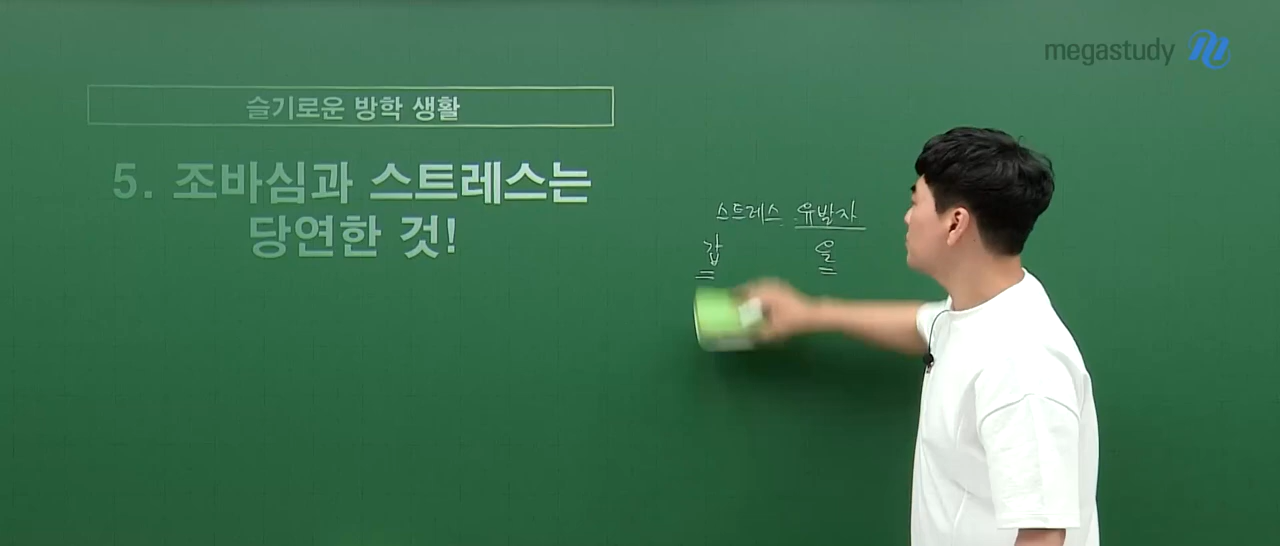 megastudy
슬기로운 방학 생활
5. 조바심과 스트레스는
당연한 것!
스트레스 유발자
갑 을